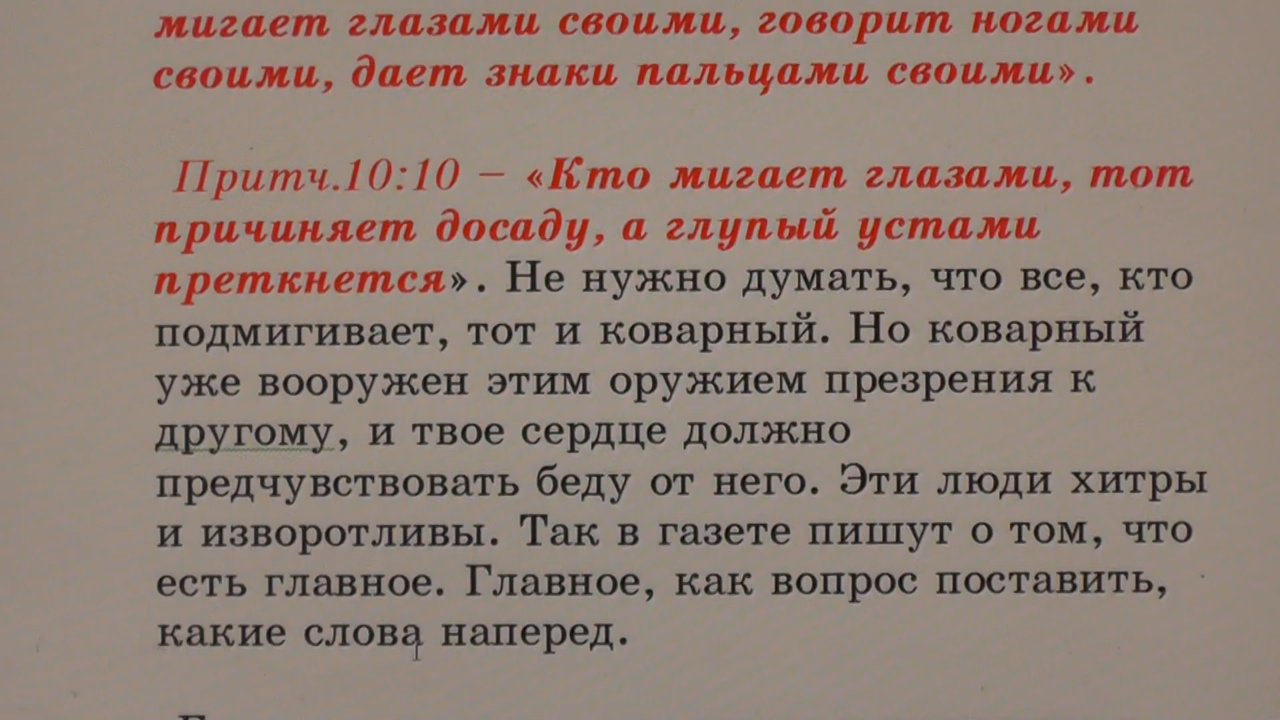 мигает глазами своими, говорит ногами
своими, дает знаки пальцами своими».
Притч.10:10 – «Кто мигает глазами, тот
причиняет досаду, а глупый устами
преткнется». Не нужно думать, что все, кто
подмигивает, тот и коварный. Но коварный
уже вооружен этим оружием презрения к
другому, и твое сердце должно
предчувствовать беду от него. Эти люди хитры
и изворотливы. Так в газете пишут о том, что
есть главное. Главное, как вопрос поставить,
какие слова наперед.